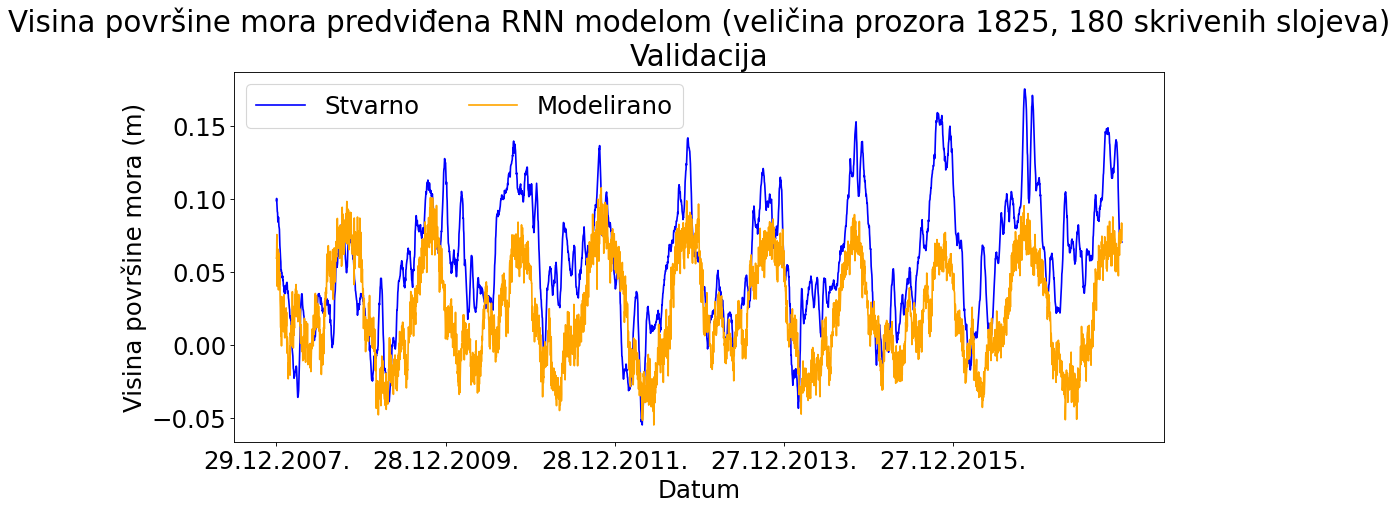 Visina površine mora predviđena RNN modelom (veličina prozora 1825, 180 skrivenih slojeva)
Validacija
Stvarno Modelirano
Visina površine mora (m)
0.15
0.10
0.05
0.00
−0.05
29.12.2007. 28.12.2009. 28.12.2011. 27.12.2013. 27.12.2015.
Datum